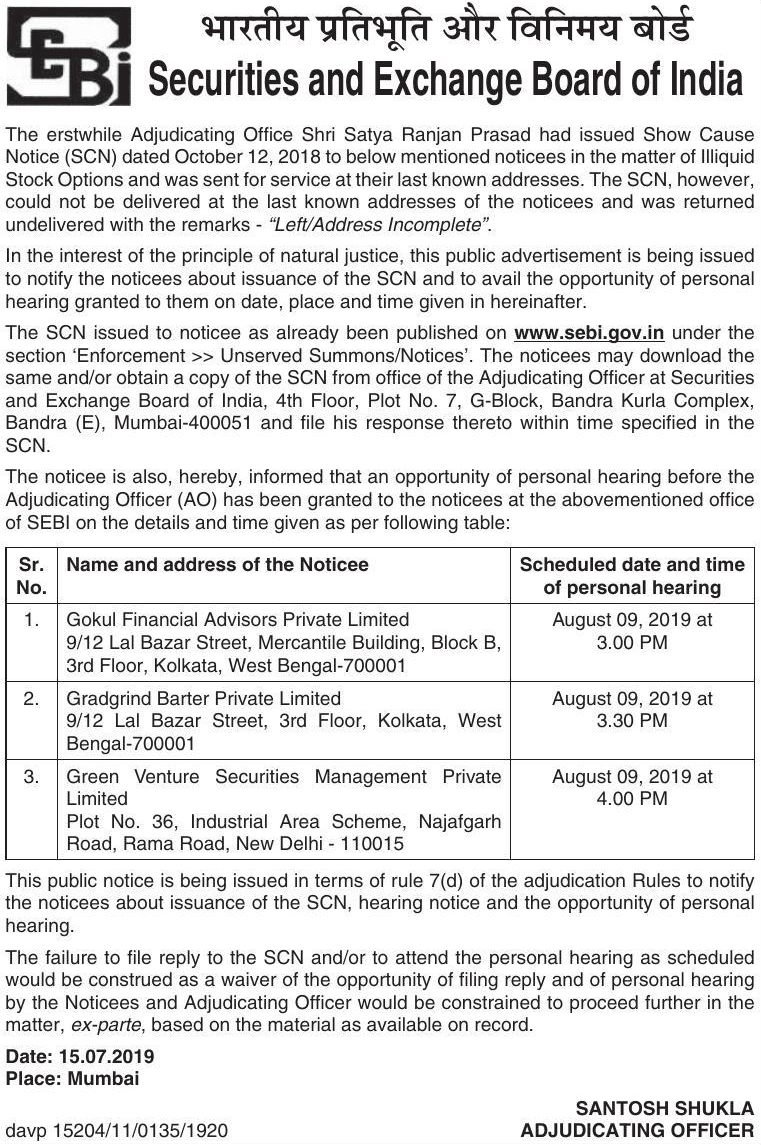 SEBI
भारतीय प्रतिभूति और विनिमय बोर्ड
Securities and Exchange Board of India
The erstwhile Adjudicating Office Shri Satya Ranjan Prasad had issued Show Cause
Notice (SCN) dated October 12, 2018 to below mentioned noticees in the matter of Illiquid
Stock Options and was sent for service at their last known addresses. The SCN, however,
could not be delivered at the last known addresses of the noticees and was returned
undelivered with the remarks - “Left/Address Incomplete”.
In the interest of the principle of natural justice, this public advertisement is being issued
to notify the noticees about issuance of the SCN and to avail the opportunity of personal
hearing granted to them on date, place and time given in hereinafter.
The SCN issued to noticee as already been published on www.sebi.gov.in under the
section ‘Enforcement >> Unserved Summons/Notices’. The noticees may download the
same and/or obtain a copy of the SCN from office of the Adjudicating Officer at Securities
and Exchange Board of India, 4th Floor, Plot No. 7, G-Block, Bandra Kurla Complex,
Bandra (E), Mumbai-400051 and file his response thereto within time specified in the
SCN.
The noticee is also, hereby, informed that an opportunity of personal hearing before the
Adjudicating Officer (AO) has been granted to the noticees at the abovementioned office
of SEBI on the details and time given as per following table:
Sr. No.
Name and address of the Noticee
Scheduled date and time
of personal hearing
1.
Gokul Financial Advisors Private Limited
9/12 Lal Bazar Street, Mercantile Building, Block B,
3rd Floor, Kolkata, West Bengal-700001
August 09, 2019 at
3.00 PM
2.
Gradgrind Barter Private Limited
9/12 Lal Bazar Street, 3rd Floor, Kolkata, West
Bengal-700001
August 09, 2019 at
3.30 PM
3.
Green Venture Securities Management Private
Limited
Plot No. 36, Industrial Area Scheme, Najafgarh
Road, Rama Road, New Delhi - 110015
August 09, 2019 at
4.00 PM
This public notice is being issued in terms of rule 7(d) of the adjudication Rules to notify
the noticees about issuance of the SCN, hearing notice and the opportunity of personal
hearing.
The failure to file reply to the SCN and/or to attend the personal hearing as scheduled
would be construed as a waiver of the opportunity of filing reply and of personal hearing
by the Noticees and Adjudicating Officer would be constrained to proceed further in the
matter, ex-parte, based on the material as available on record.
Date: 15.07.2019
Place: Mumbai
SANTOSH SHUKLA
davp 15204/11/0135/1920
ADJUDICATING OFFICER